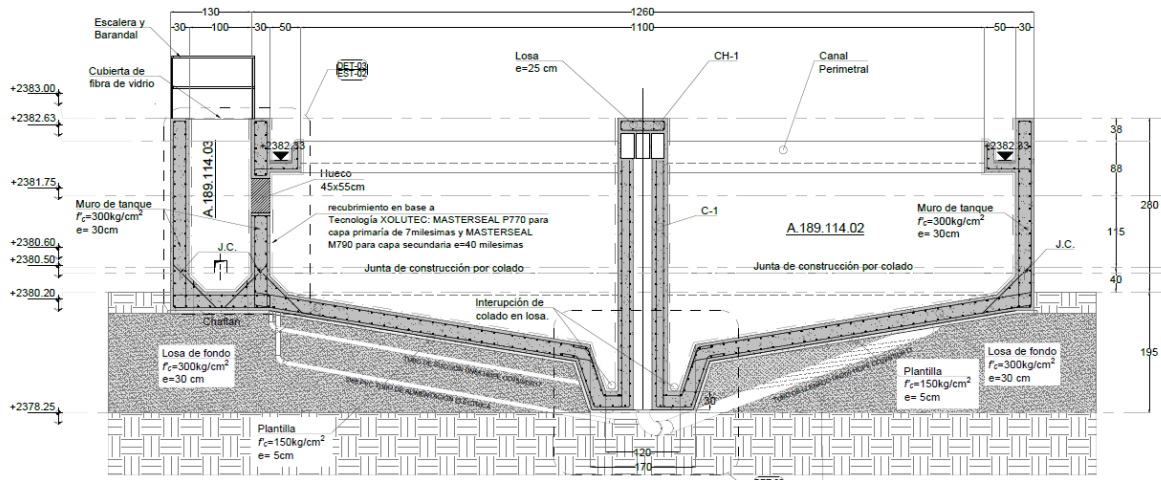 130
1260
30
100
30
50
1100
50
30
Escalera y
Barandal
Cubierta de
fibra de vidrio
DET-03
EST-02
Losa
e=25 cm
CH-1
Canal
Perimetral
+2383.00
+2382.63
+2381.75
+2380.60
+2380.50
+2380.20
+2378.25
+2382.33
+2382.33
A.189.114.03
Hueco
45x55cm
Muro de tanque
f'c=300kg/cm2
e= 30cm
recubrimiento en base a
Tecnología XOLUTEC: MASTERSEAL P770 para
capa primaría de 7milesimas y MASTERSEAL
M790 para capa secundaria e=40 milesimas
C-1
A.189.114.02
Muro de tanque
f'c=300kg/cm2
e= 30cm
J.C.
J.C.
Junta de construcción por colado
Junta de construcción por colado
Interupción de
colado en losa.
Chaflán
Losa de fondo
f'c=300kg/cm2
e=30 cm
Plantilla
f'c=150kg/cm2
e= 5cm
Plantilla
f'c=150kg/cm2
e= 5cm
Losa de fondo
f'c=300kg/cm2
e=30 cm
38
88
115
40
280
195
30
120
170